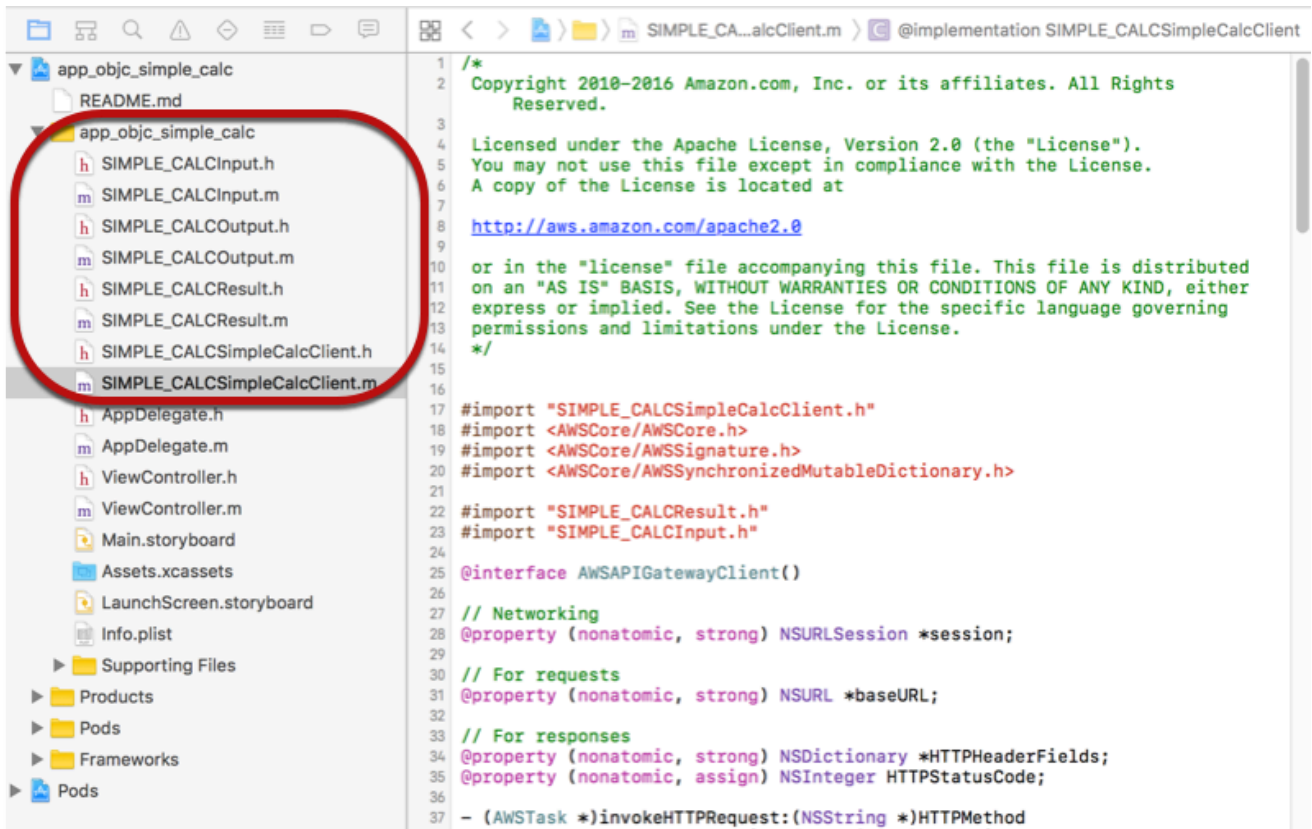 SIMPLE_CA...alcClient.m
@implementation SIMPLE_CALCSimpleCalcClient
app_objc_simple_calc
README.md
app_objc_simple_calc
h SIMPLE_CALCInput.h
m SIMPLE_CALCInput.m
h SIMPLE_CALCOutput.h
m SIMPLE_CALCOutput.m
h SIMPLE_CALCResult.h
m SIMPLE_CALCResult.m
h SIMPLE_CALCSimpleCalcClient.h
m SIMPLE_CALCSimpleCalcClient.m
h AppDelegate.h
m AppDelegate.m
h ViewController.h
m ViewController.m
Main.storyboard
Assets.xcassets
LaunchScreen.storyboard
Info.plist
Supporting Files
Products
Pods
Frameworks
Pods
1 /*
2 Copyright 2010-2016 Amazon.com, Inc. or its affiliates. All Rights
Reserved.
3
4 Licensed under the Apache License, Version 2.0 (the "License").
5 You may not use this file except in compliance with the License.
6 A copy of the License is located at
7
8 http://aws.amazon.com/apache2.0
9
10 or in the "license" file accompanying this file. This file is distributed
11 on an "AS IS" BASIS, WITHOUT WARRANTIES OR CONDITIONS OF ANY KIND, either
12 express or implied. See the License for the specific language governing
13 permissions and limitations under the License.
14 */
15
16
17 #import "SIMPLE_CALCSimpleCalcClient.h"
18 #import <AWSCore/AWSCore.h>
19 #import <AWSCore/AWSSignature.h>
20 #import <AWSCore/AWSSynchronizedMutableDictionary.h>
21
22 #import "SIMPLE_CALCResult.h"
23 #import "SIMPLE_CALCInput.h"
24
25 @interface AWSAPIGatewayClient()
26
27 // Networking
28 @property (nonatomic, strong) NSURLSession *session;
29
30 // For requests
31 @property (nonatomic, strong) NSURL *baseURL;
32
33 // For responses
34 @property (nonatomic, strong) NSDictionary *HTTPHeaderFields;
35 @property (nonatomic, assign) NSInteger HTTPStatusCode;
36
37 - (AWSTask *)invokeHTTPRequest:(NSString *)HTTPMethod